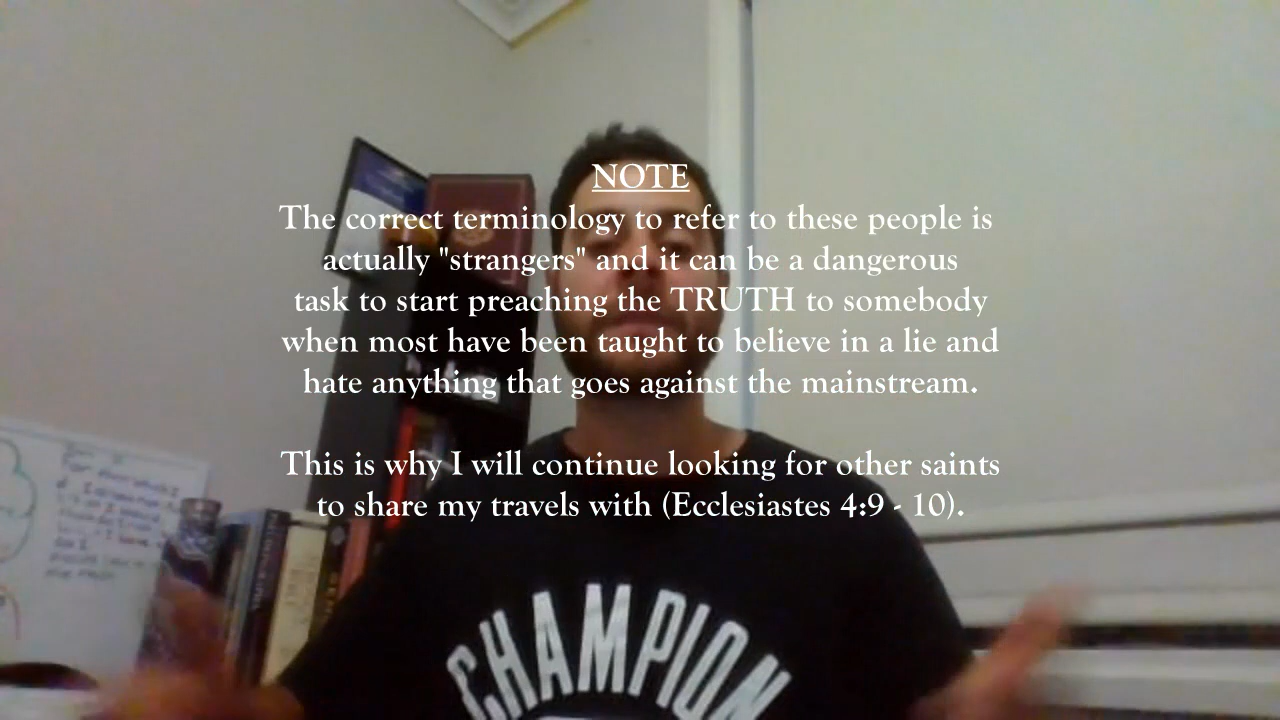 NOTE
The correct terminology to refer to these people is
actually "strangers" and it can be a dangerous
task to start preaching the TRUTH to somebody
when most have been taught to believe in a lie and
hate anything that goes against the mainstream.
This is why I will continue looking for other saints
to share my travels with (Ecclesiastes 4:9 - 10).
CHAMPION